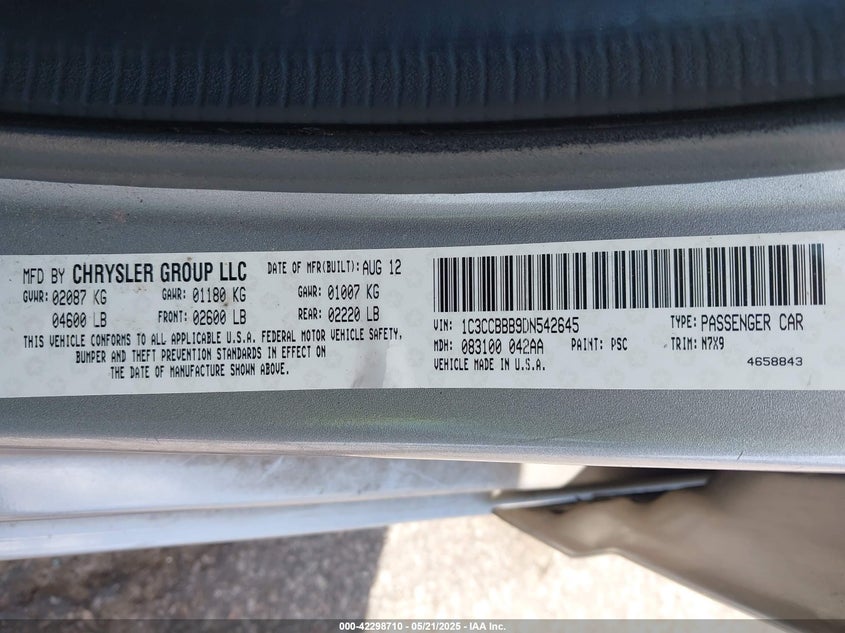 MFD BY CHRYSLER GROUP LLC DATE OF MFR(BUILT): AUG 12
GVWR: 02087 KG GAWR: 01180 KG GAWR: 01007 KG
04600 LB FRONT: 02600 LB REAR: 02220 LB
THIS VEHICLE CONFORMS TO ALL APPLICABLE U.S.A. FEDERAL MOTOR VEHICLE SAFETY,
BUMPER AND THEFT PREVENTION STANDARDS IN EFFECT ON
THE DATE OF MANUFACTURE SHOWN ABOVE.
VIN: 1C3CCBBB9DN542645 TYPE: PASSENGER CAR
MDH: 083100 042AA PAINT: PSC TRIM: N7X9
VEHICLE MADE IN U.S.A. 4658843
000-42298710 - 05/21/2025 - IAA Inc.